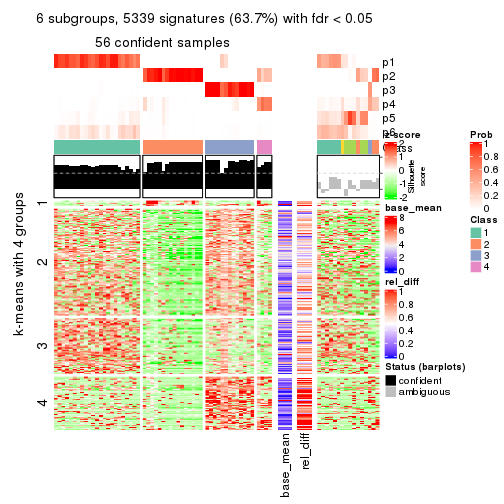 6 subgroups, 5339 signatures (63.7%) with fdr < 0.05
56 confident samples
p1
p2
p3
p4
p5
p6
Class
z-score
2
1
0
-1
-2
Silhouette
score
Prob
1
0.8
0.6
0.4
0.2
0
base_mean
8
6
4
2
0
Class
1
2
3
4
rel_diff
1
0.8
0.6
0.4
0.2
0
Status (barplots)
confident
ambiguous
k-means with 4 groups
1
2
3
4
base_mean
rel_diff